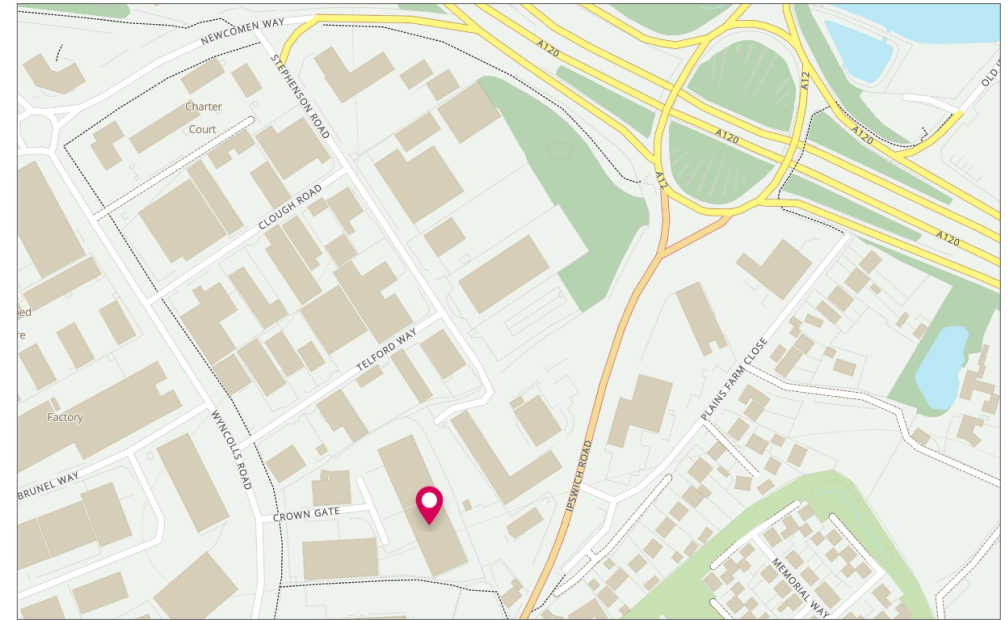 NEWCOMEN WAY
STEPHENSON ROAD
A120
A12
OLD
Charter
Court
A120
A120
CLOUGH ROAD
A12
A120
TELFORD WAY
PLAINS FARM CLOSE
Factory
WYNCOLLS ROAD
BRUNEL WAY
CROWN GATE
IPSWICH ROAD
MEMORIAL WAY